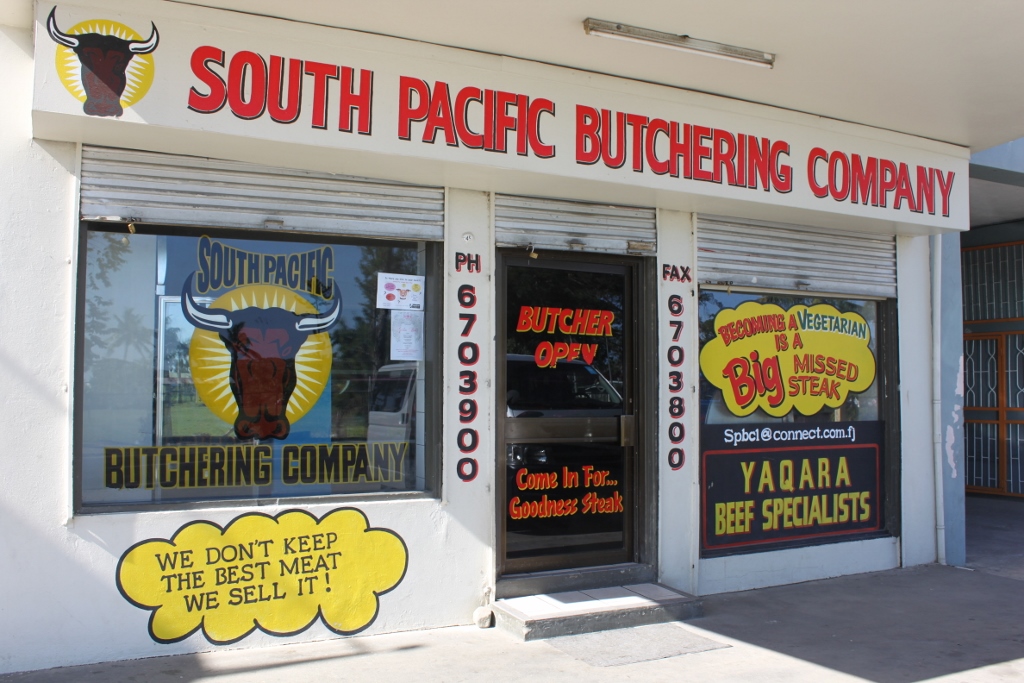 SOUTH PACIFIC BUTCHERING COMPANY
SOUTH PACIFIC
BUTCHERING COMPANY
WE DON'T KEEP
THE BEST MEAT
WE SELL IT!
PH 6703900
BUTCHER
OPEN
Come In For...
Goodness Steak
FAX 6703800
BECOMING A VEGETARIAN
IS A
Big MISSED
STEAK
Spbcl@connect.com.fj
YAQARA
BEEF SPECIALISTS